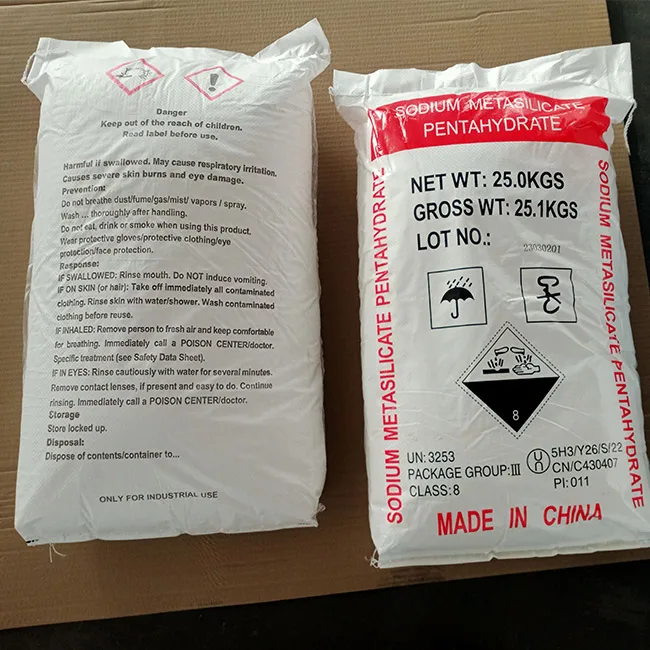 Danger
Keep out of the reach of children.
Read label before use.
Harmful if swallowed. May cause respiratory irritation.
Causes severe skin burns and eye damage.
Prevention:
Do not breathe dust/fume/gas/mist/ vapors / spray.
Wash ... thoroughly after handling.
Do not eat, drink or smoke when using this product.
Wear protective gloves/protective clothing/eye
protection/face protection.
Response:
IF SWALLOWED: Rinse mouth. Do NOT induce vomiting.
IF ON SKIN (or hair): Take off immediately all contaminated
clothing. Rinse skin with water/shower. Wash contaminated
clothing before reuse.
IF INHALED: Remove person to fresh air and keep comfortable
for breathing. Immediately call a POISON CENTER/doctor.
Specific treatment (see Safety Data Sheet).
IF IN EYES: Rinse cautiously with water for several minutes.
Remove contact lenses, if present and easy to do. Continue
rinsing. Immediately call a POISON CENTER/doctor.
Storage
Store locked up.
Disposal:
Dispose of contents/container to...
ONLY FOR INDUSTRIAL USE
SODIUM METASILICATE
PENTAHYDRATE
SODIUM METASILICATE PENTAHYDRATE
NET WT: 25.0KGS
GROSS WT: 25.1KGS
LOT NO.: 23030201
8
UN: 3253
PACKAGE GROUP:Ⅲ
CLASS: 8
5H3/Y26/S/22
CN/C430407
PI: 011
MADE IN CHINA
SODIUM METASILICATE PENTAHYDRATE